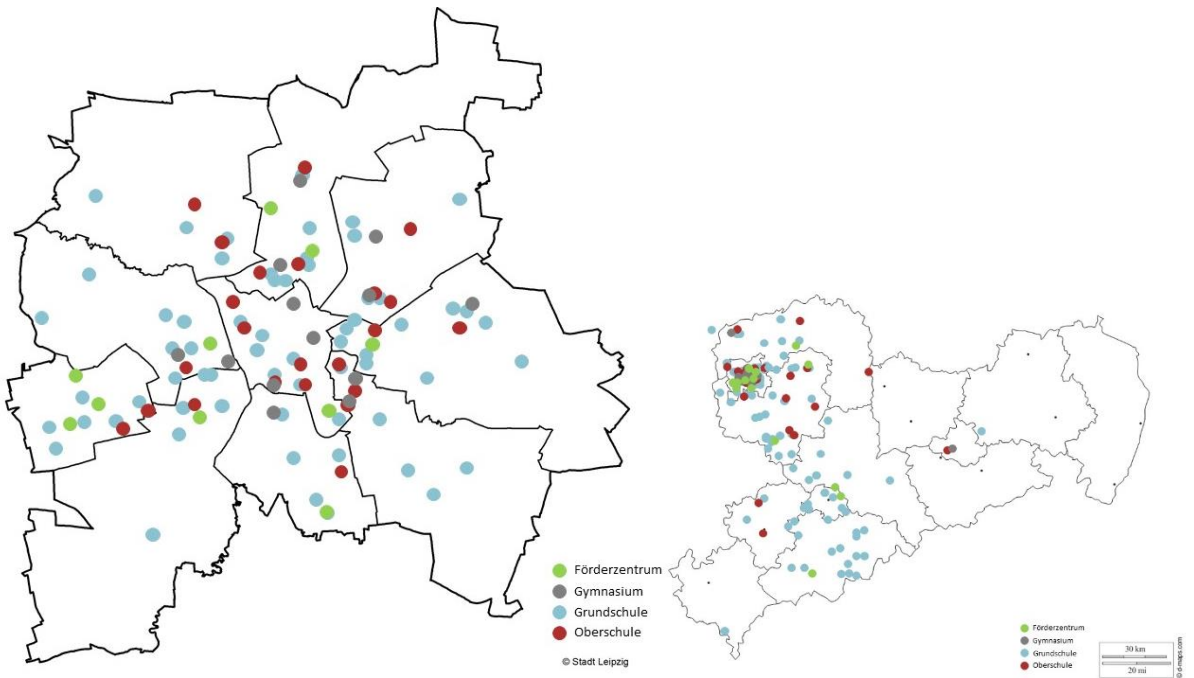 Förderzentrum
Gymnasium
Grundschule
Oberschule
© Stadt Leipzig
Förderzentrum
Gymnasium
Grundschule
Oberschule
30 km
20 mi
© d-maps.com